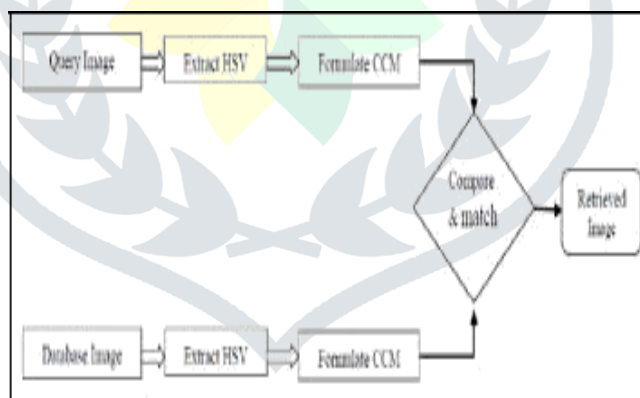 Query Image
Extract HSV
Formulate CCM
Compare
& match
Retrieved
Image
Database Image
Extract HSV
Formulate CCM